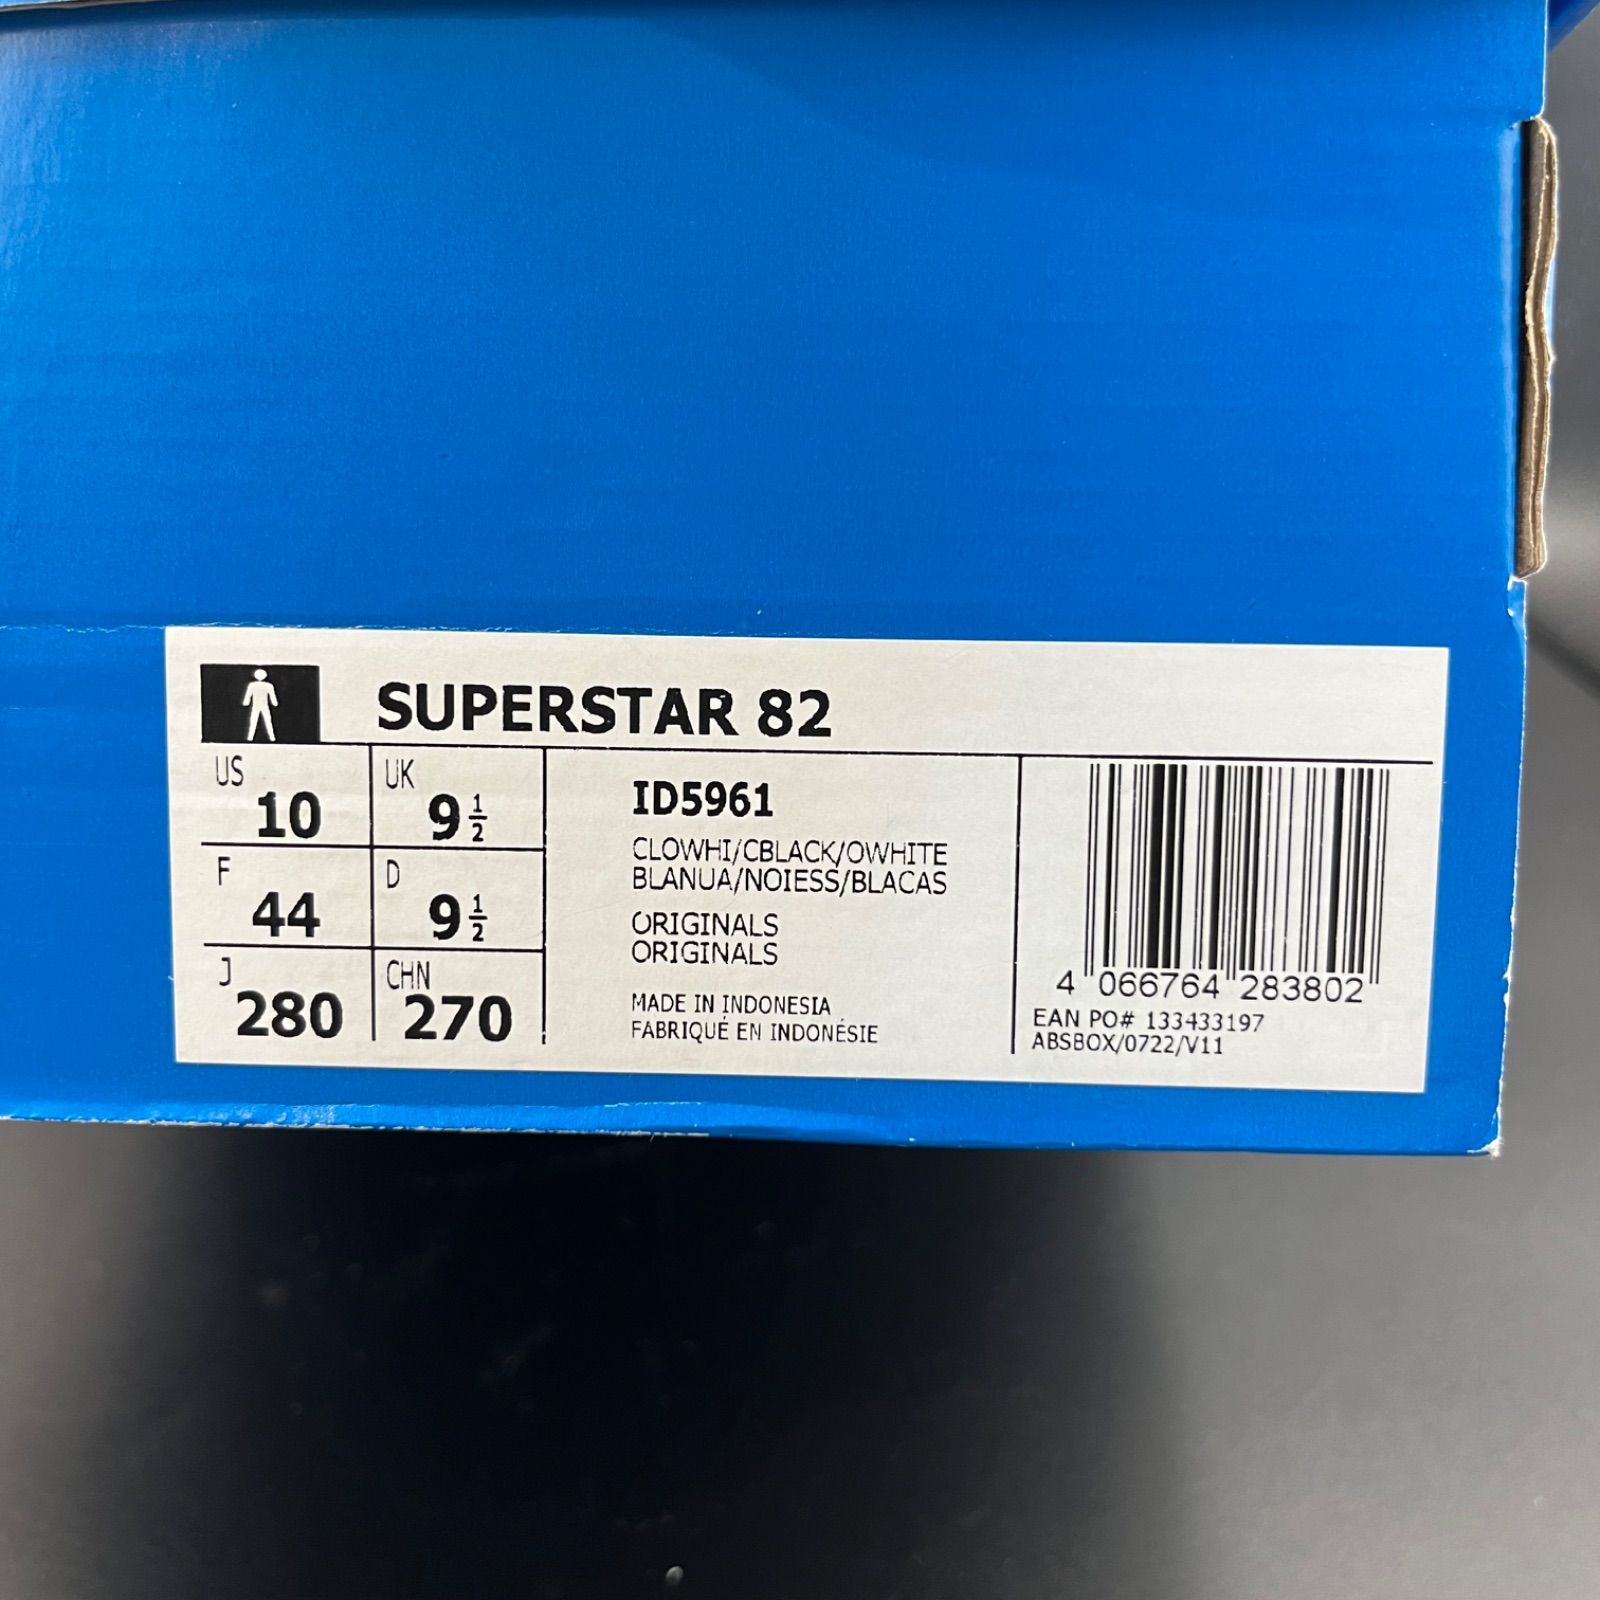 SUPERSTAR 82
US 10 UK 9 1/2
F 44 D 9 1/2
J 280 CHN 270
ID5961
CLOWHI/CBLACK/OWHITE
BLANUA/NOIESS/BLACAS
ORIGINALS
ORIGINALS
MADE IN INDONESIA
FABRIQUÉ EN INDONÉSIE
4 066764 283802
EAN PO# 133433197
ABSBOX/0722/V11